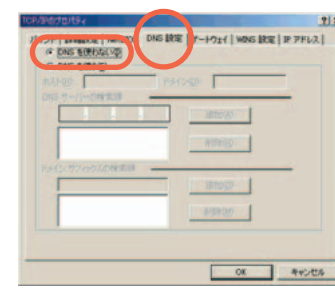 TCP/IPのプロパティ
DNS 設定 ゲートウェイ WINS 設定 IP アドレス
DNS を使わない(I)
DNS を使う(E)
ホスト(H): ドメイン(O):
DNS サーバーの検索順
追加(A)
削除(R)
ドメイン サフィックスの検索順
追加(D)
削除(M)
OK キャンセル